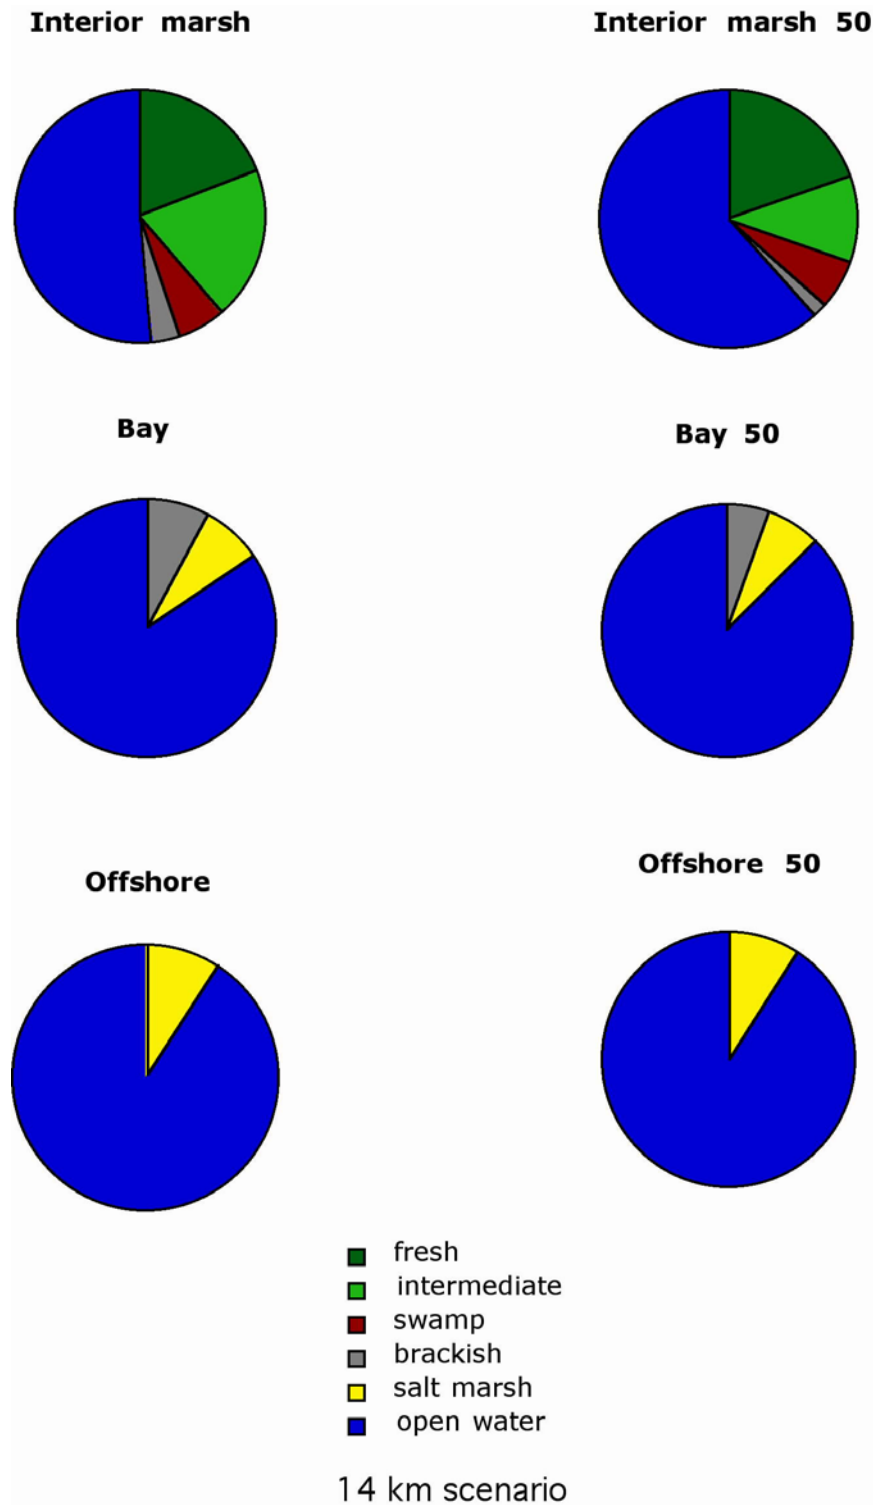 Interior marsh
Interior marsh 50
Bay
Bay 50
Offshore
Offshore 50
fresh
intermediate
swamp
brackish
salt marsh
open water
14 km scenario